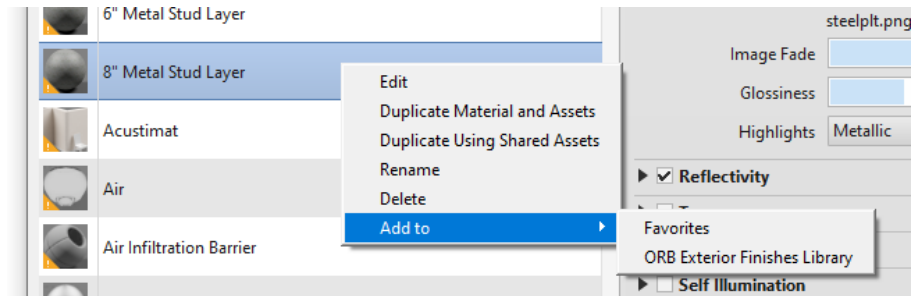 6" Metal Stud Layer
steelplt.png
Image Fade
8" Metal Stud Layer
Edit
Glossiness
Duplicate Material and Assets
Acustimat
Duplicate Using Shared Assets
Highlights Metallic
Rename
Reflectivity
Air
Delete
Add to
Favorites
Air Infiltration Barrier
ORB Exterior Finishes Library
Self Illumination